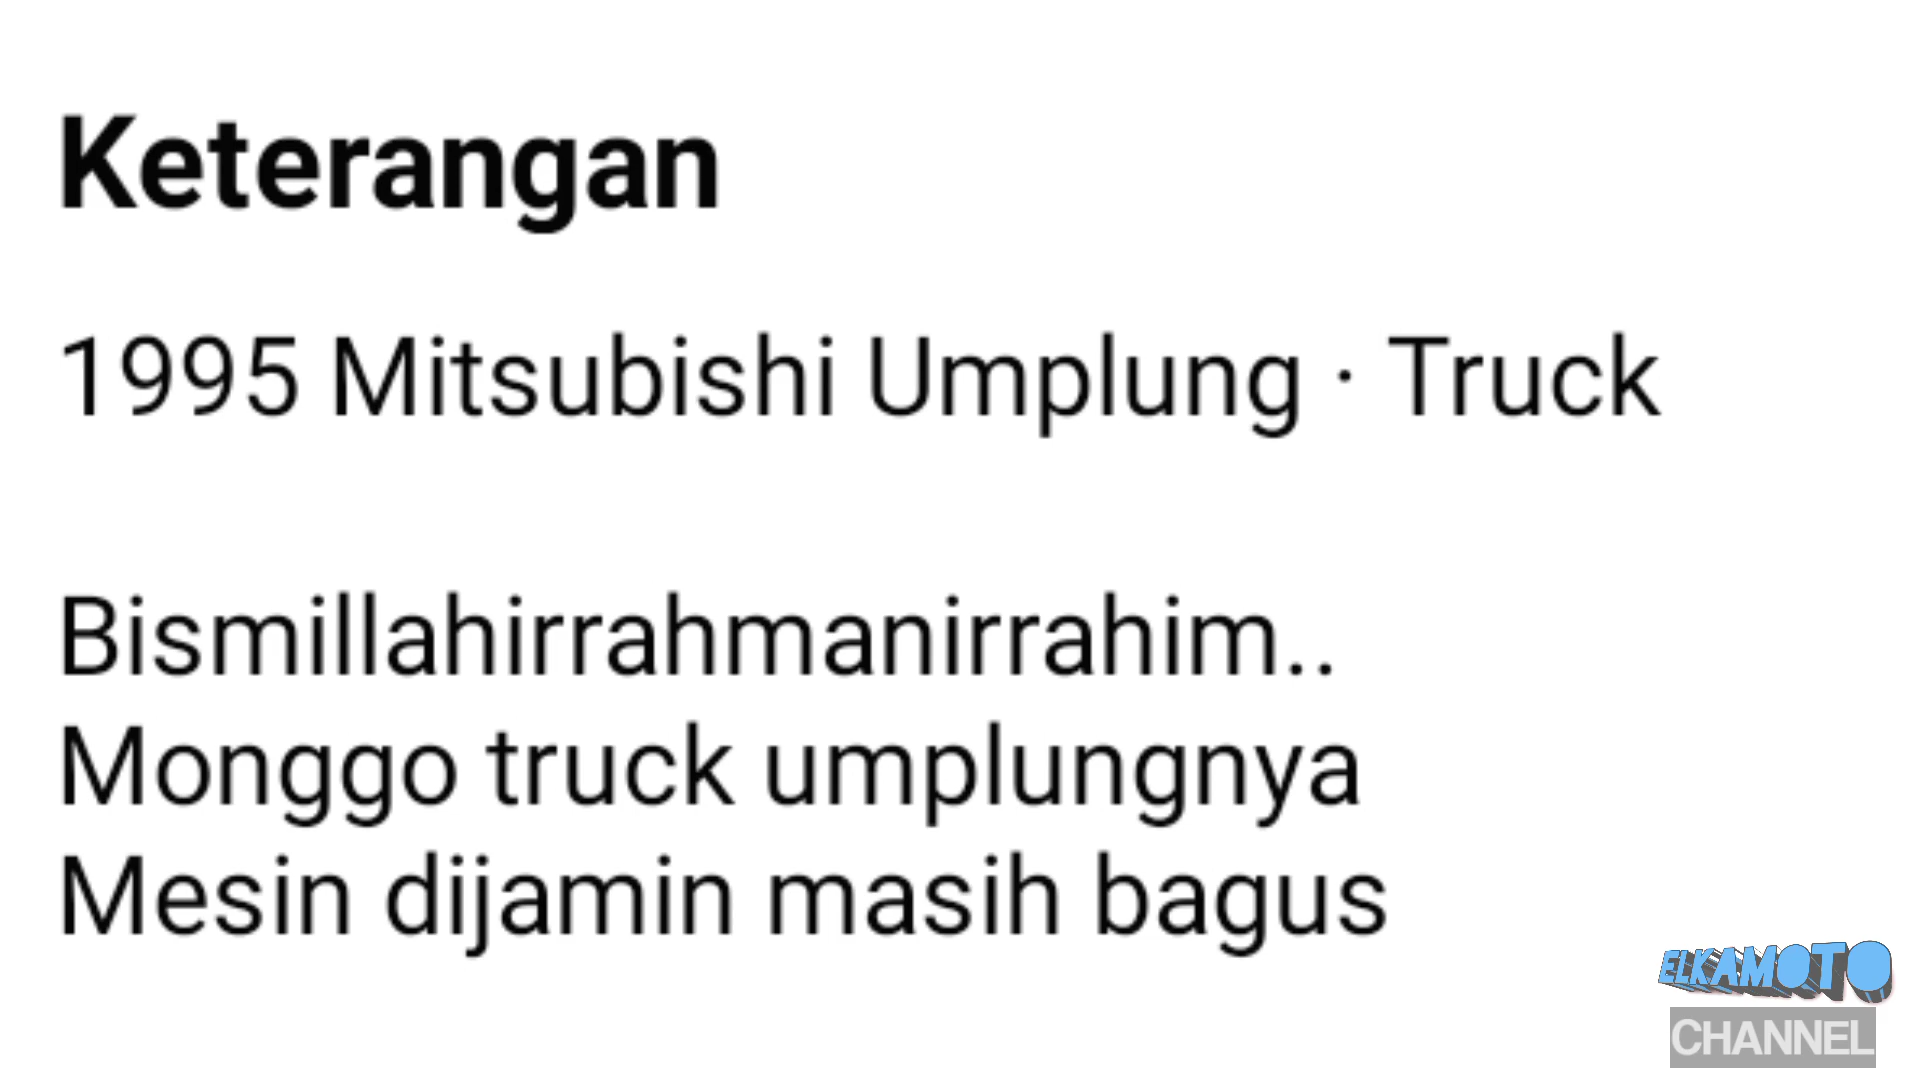 Keterangan
1995 Mitsubishi Umplung · Truck
Bismillahirrahmanirrahim..
Monggo truck umplungnya
Mesin dijamin masih bagus
ELKAMOTO
CHANNEL